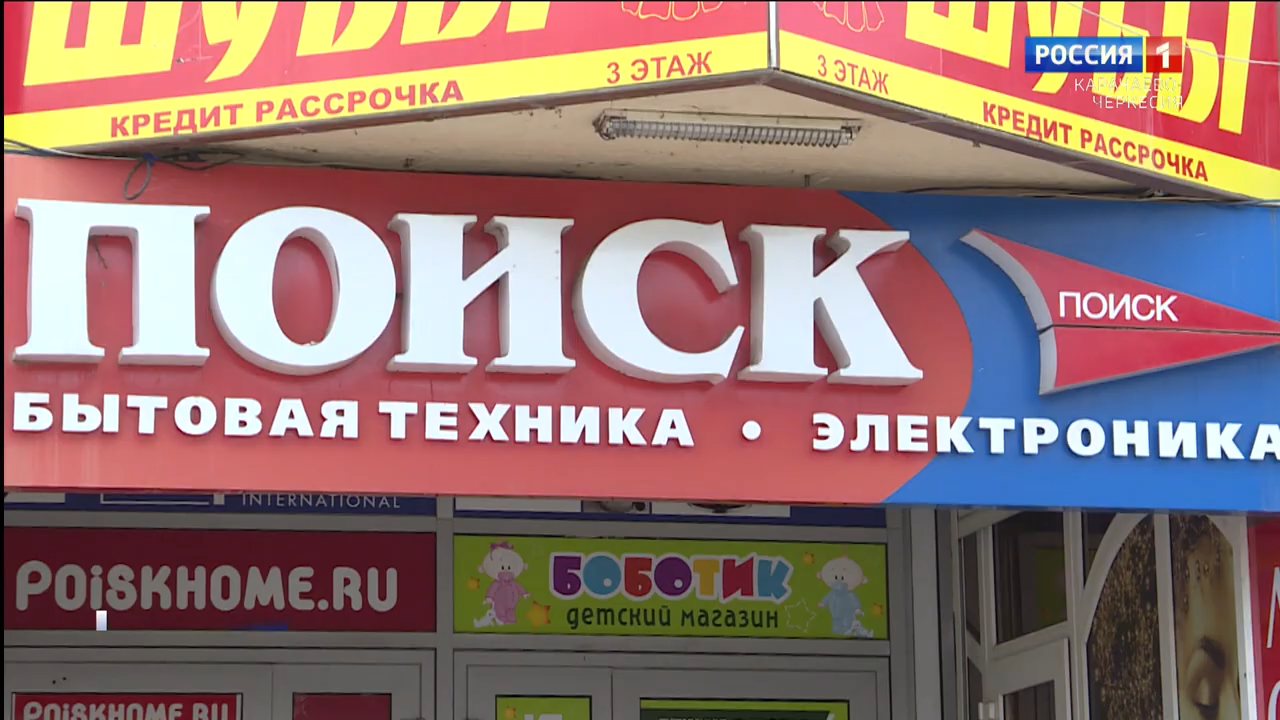 ШУБЫ
ШУБЫ
3 ЭТАЖ
3 ЭТАЖ
КРЕДИТ РАССРОЧКА
КРЕДИТ РАССРОЧКА
РОССИЯ 1
КАРАЧАЕВО-
ЧЕРКЕСИЯ
ПОИСК
ПОИСК
БЫТОВАЯ ТЕХНИКА • ЭЛЕКТРОНИКА
INTERNATIONAL
POISKHOME.RU
БОБОТИК
детский магазин
POISKHOME.RU